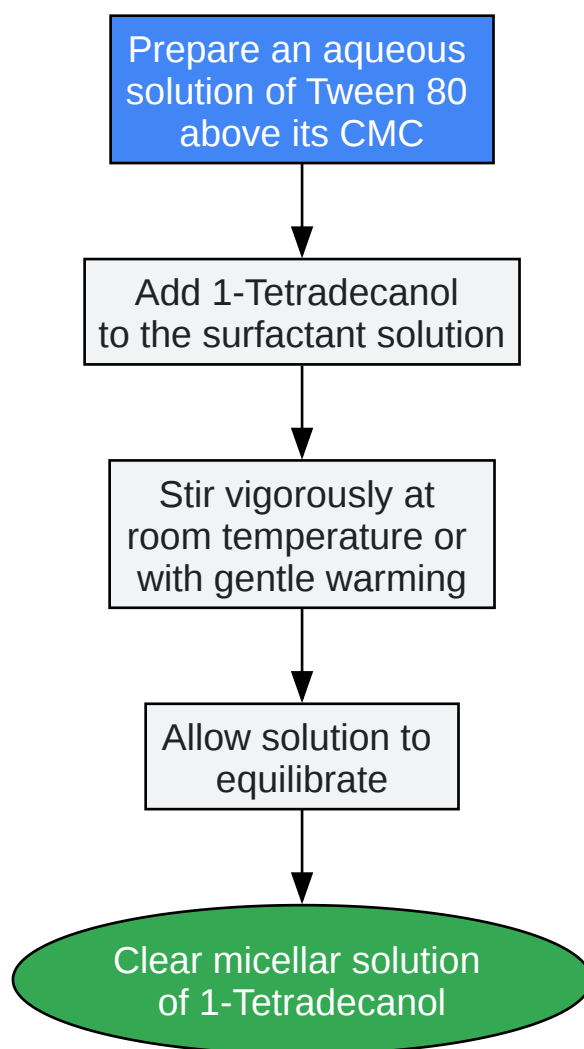 Prepare an aqueous
solution of Tween 80
above its CMC
Add 1-Tetradecanol
to the surfactant solution
Stir vigorously at
room temperature or
with gentle warming
Allow solution to
equilibrate
Clear micellar solution
of 1-Tetradecanol